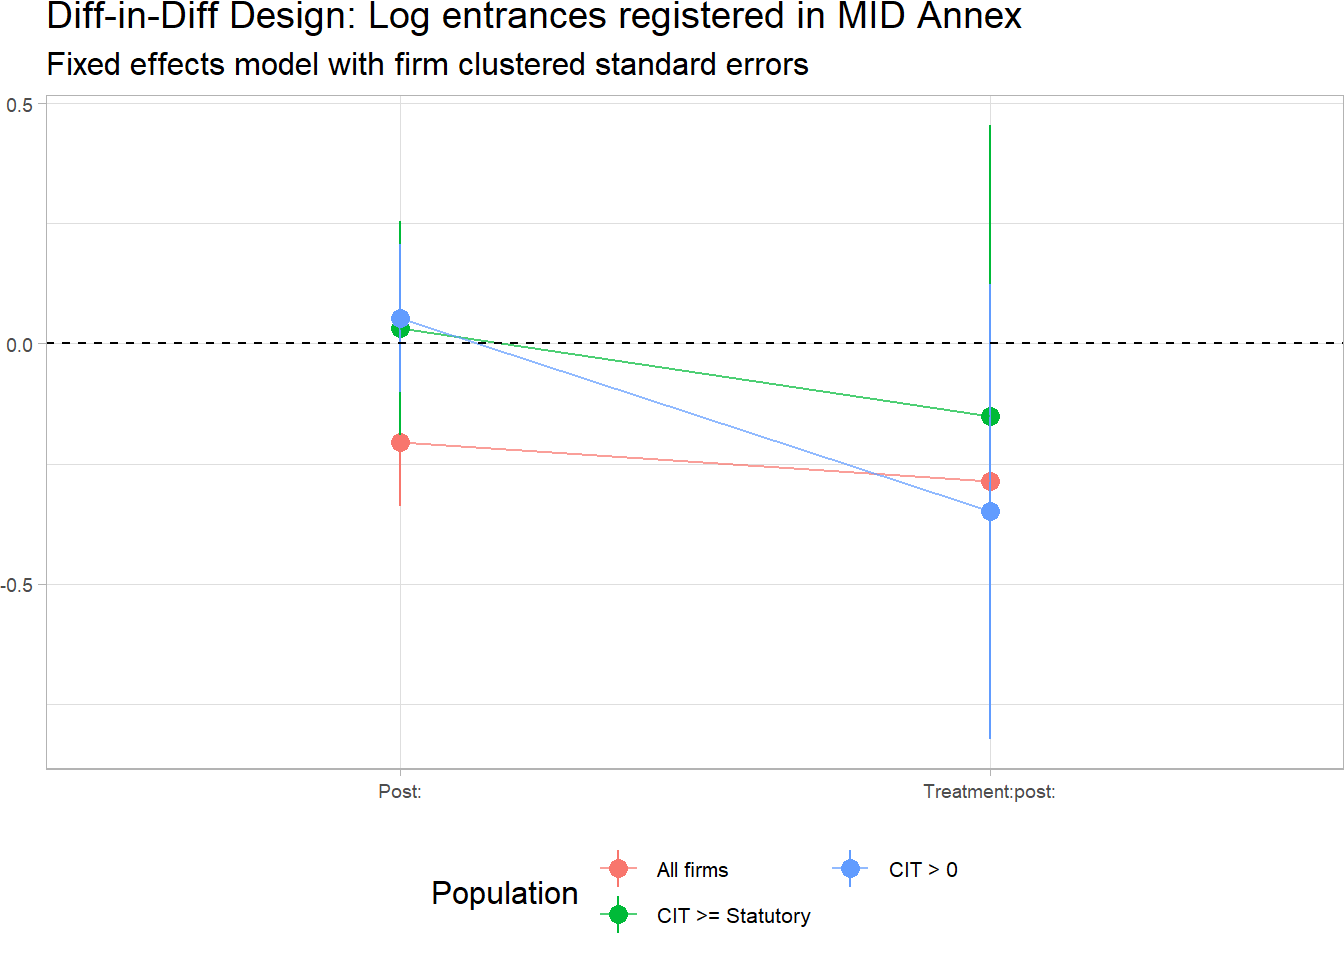 Diff-in-Diff Design: Log entrances registered in MID Annex
Fixed effects model with firm clustered standard errors
0.5
0.0
-0.5
Post:
Treatment:post:
Population
All firms
CIT > 0
CIT >= Statutory